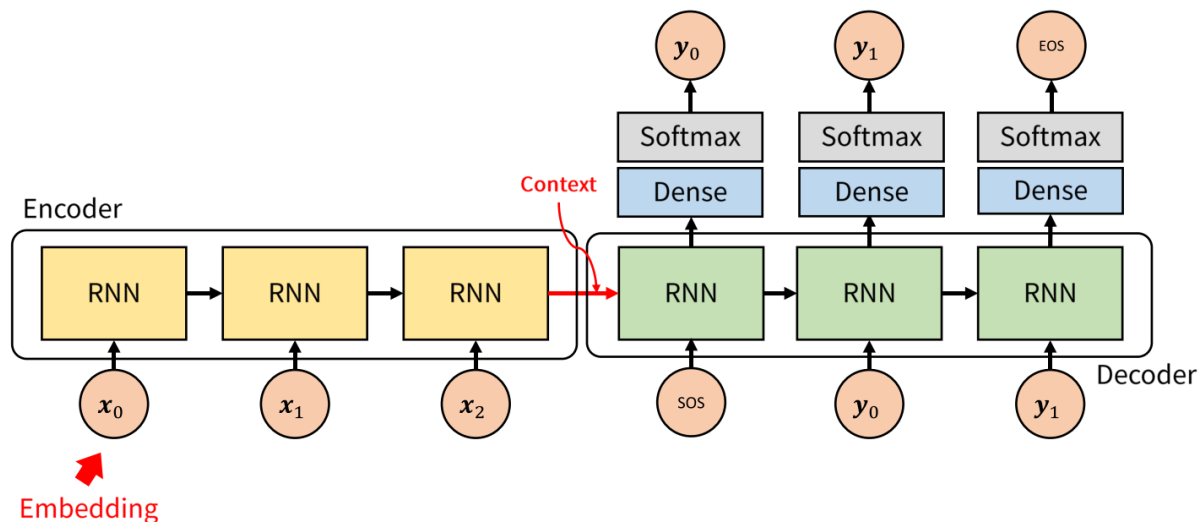 y0
y1
EOS
Softmax
Softmax
Softmax
Context
Dense
Dense
Dense
Encoder
RNN
RNN
RNN
RNN
RNN
RNN
Decoder
x0
x1
x2
SOS
y0
y1
Embedding